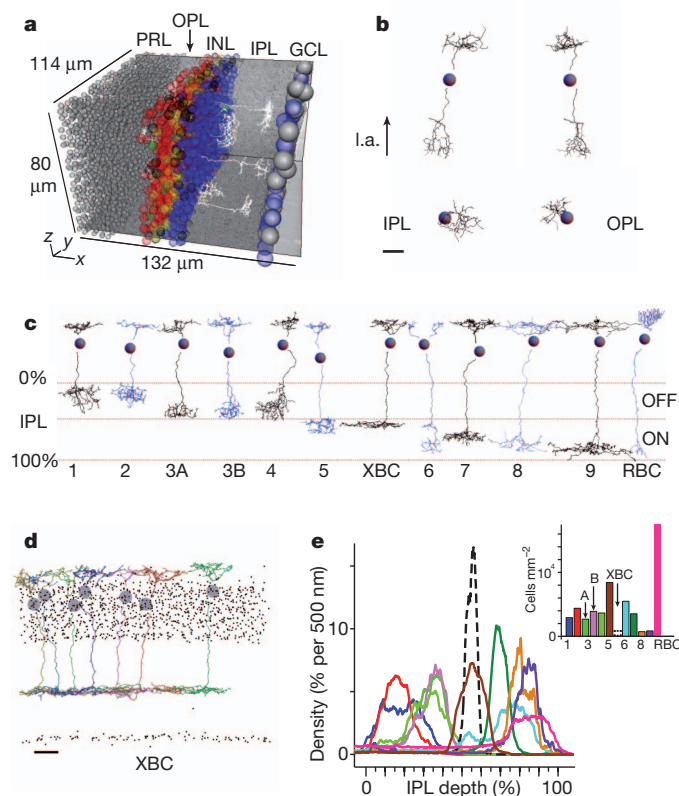 a
OPL
PRL
INL
IPL
GCL
114 µm
80
µm
z
y
x
132 µm
b
l.a.
IPL
OPL
c
0%
OFF
IPL
ON
100%
1 2 3A 3B 4 5 XBC 6 7 8 9 RBC
d
XBC
e
Density (% per 500 nm)
10
5
0
0 100
IPL depth (%)
Cells mm⁻²
10⁴
0
A
B
XBC
1 3 5 6 8
RBC